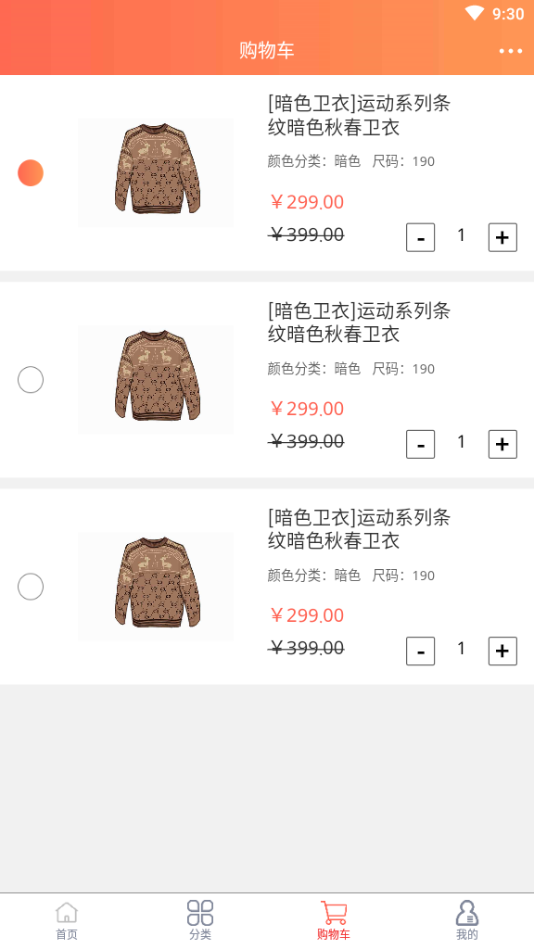 9:30
购物车
[暗色卫衣]运动系列条
纹暗色秋春卫衣
颜色分类：暗色 尺码：190
￥299.00
￥399.00
- 1 +
[暗色卫衣]运动系列条
纹暗色秋春卫衣
颜色分类：暗色 尺码：190
￥299.00
￥399.00
- 1 +
[暗色卫衣]运动系列条
纹暗色秋春卫衣
颜色分类：暗色 尺码：190
￥299.00
￥399.00
- 1 +
首页 分类 购物车 我的